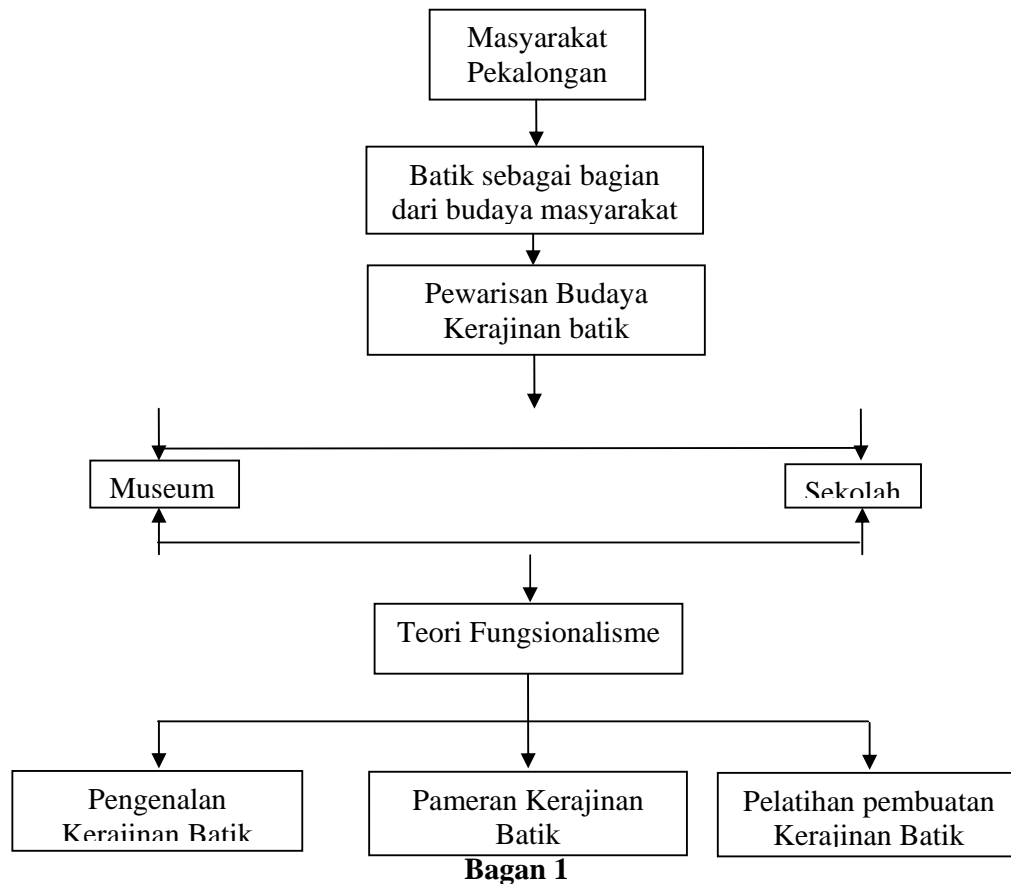 Masyarakat
Pekalongan
Batik sebagai bagian
dari budaya masyarakat
Pewarisan Budaya
Kerajinan batik
Museum
Sekolah
Teori Fungsionalisme
Pengenalan
Kerajinan Batik
Pameran Kerajinan
Batik
Pelatihan pembuatan
Kerajinan Batik
Bagan 1